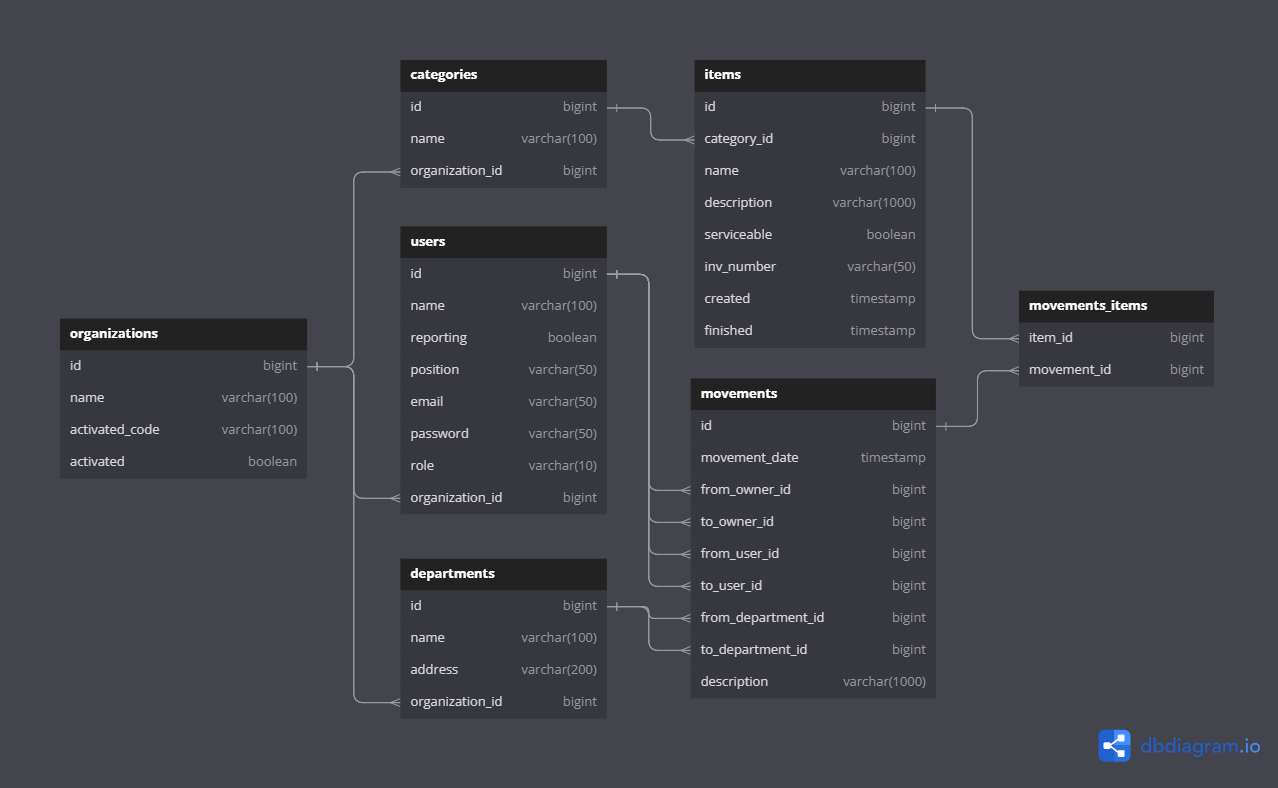 categories
id bigint
name varchar(100)
organization_id bigint
items
id bigint
category_id bigint
name varchar(100)
description varchar(1000)
serviceable boolean
inv_number varchar(50)
created timestamp
finished timestamp
users
id bigint
name varchar(100)
reporting boolean
position varchar(50)
email varchar(50)
password varchar(50)
role varchar(10)
organization_id bigint
organizations
id bigint
name varchar(100)
activated_code varchar(100)
activated boolean
movements_items
item_id bigint
movement_id bigint
movements
id bigint
movement_date timestamp
from_owner_id bigint
to_owner_id bigint
from_user_id bigint
to_user_id bigint
from_department_id bigint
to_department_id bigint
description varchar(1000)
departments
id bigint
name varchar(100)
address varchar(200)
organization_id bigint
dbdiagram.io